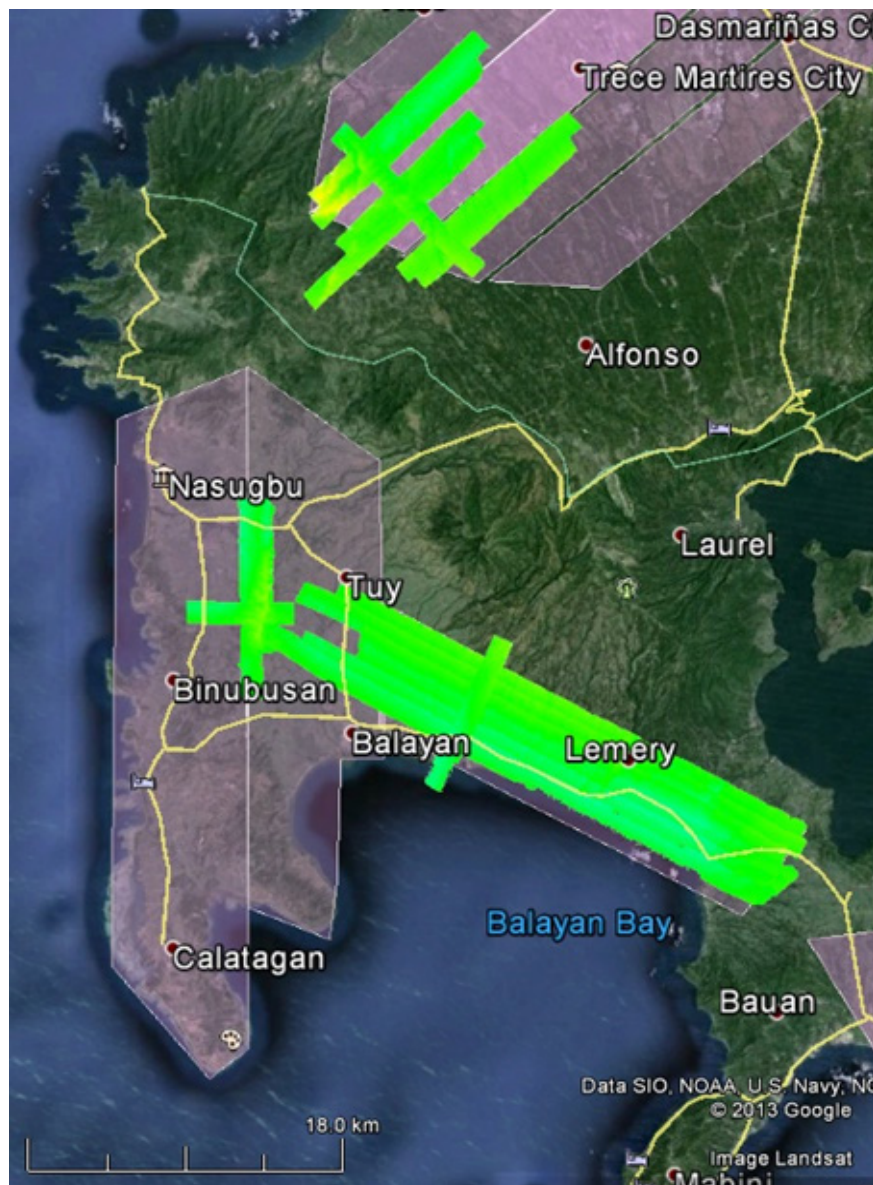 Dasmariñas C
Trece Martires City
Alfonso
Nasugbu
Laurel
Tuy
Binubusan
Balayan
Lemery
Balayan Bay
Calatagan
Bauan
Data SIO, NOAA, U.S. Navy, NG
© 2013 Google
18.0 km
Image Landsat
Mabini